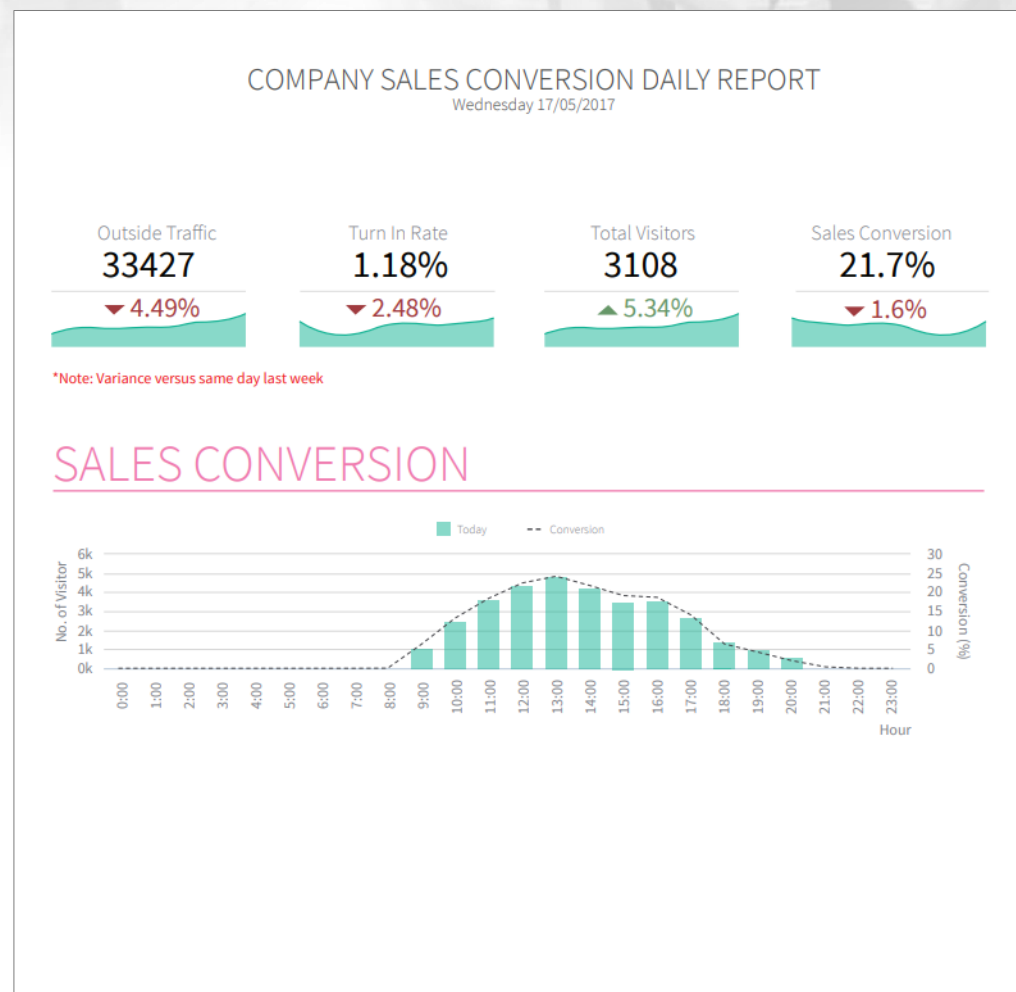 COMPANY SALES CONVERSION DAILY REPORT
Wednesday 17/05/2017
Outside Traffic
33427
4.49%
Turn In Rate
1.18%
2.48%
Total Visitors
3108
5.34%
Sales Conversion
21.7%
1.6%
*Note: Variance versus same day last week
SALES CONVERSION
Today
Conversion
No. of Visitor
6k
5k
4k
3k
2k
1k
0k
30
25
20
15
10
5
0
Conversion (%)
0:00
1:00
2:00
3:00
4:00
5:00
6:00
7:00
8:00
9:00
10:00
11:00
12:00
13:00
14:00
15:00
16:00
17:00
18:00
19:00
20:00
21:00
22:00
23:00
Hour